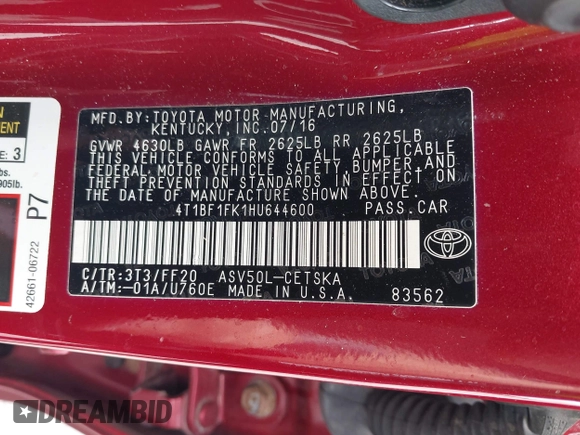 MFD.BY:TOYOTA MOTOR-MANUFACTURING,
KENTUCKY,INC.07/16
GVWR 4630LB GAWR FR 2625LB RR 2625LB
THIS VEHICLE CONFORMS TO ALL APPLICABLE
FEDERAL MOTOR VEHICLE SAFETY,BUMPER,AND
THEFT PREVENTION STANDARDS IN EFFECT ON
THE DATE OF MANUFACTURE SHOWN ABOVE.
4T1BF1FK1HU644600 PASS.CAR
C/TR:3T3/FF20 ASV50L-CETSKA
A/TM:-01A/U760E MADE IN U.S.A.
83562
TOYOTA
E: 3
905lb.
P7
42661-06722
DREAMBID